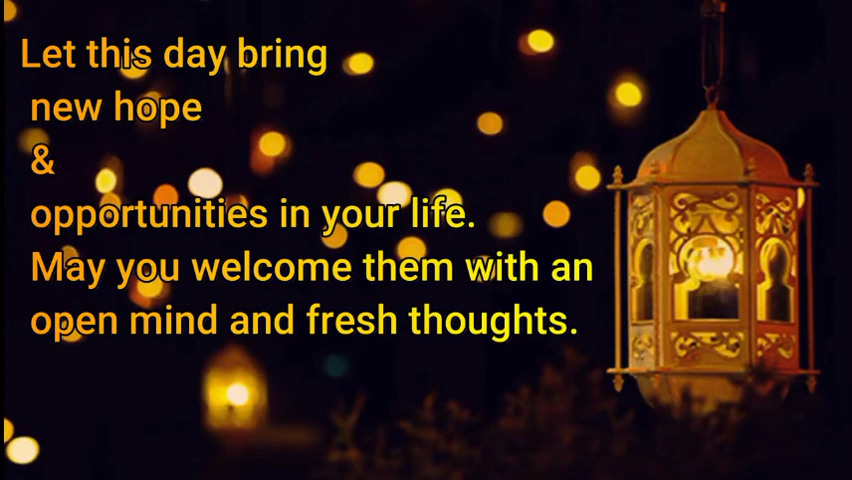 Let this day bring
new hope
&
opportunities in your life.
May you welcome them with an
open mind and fresh thoughts.